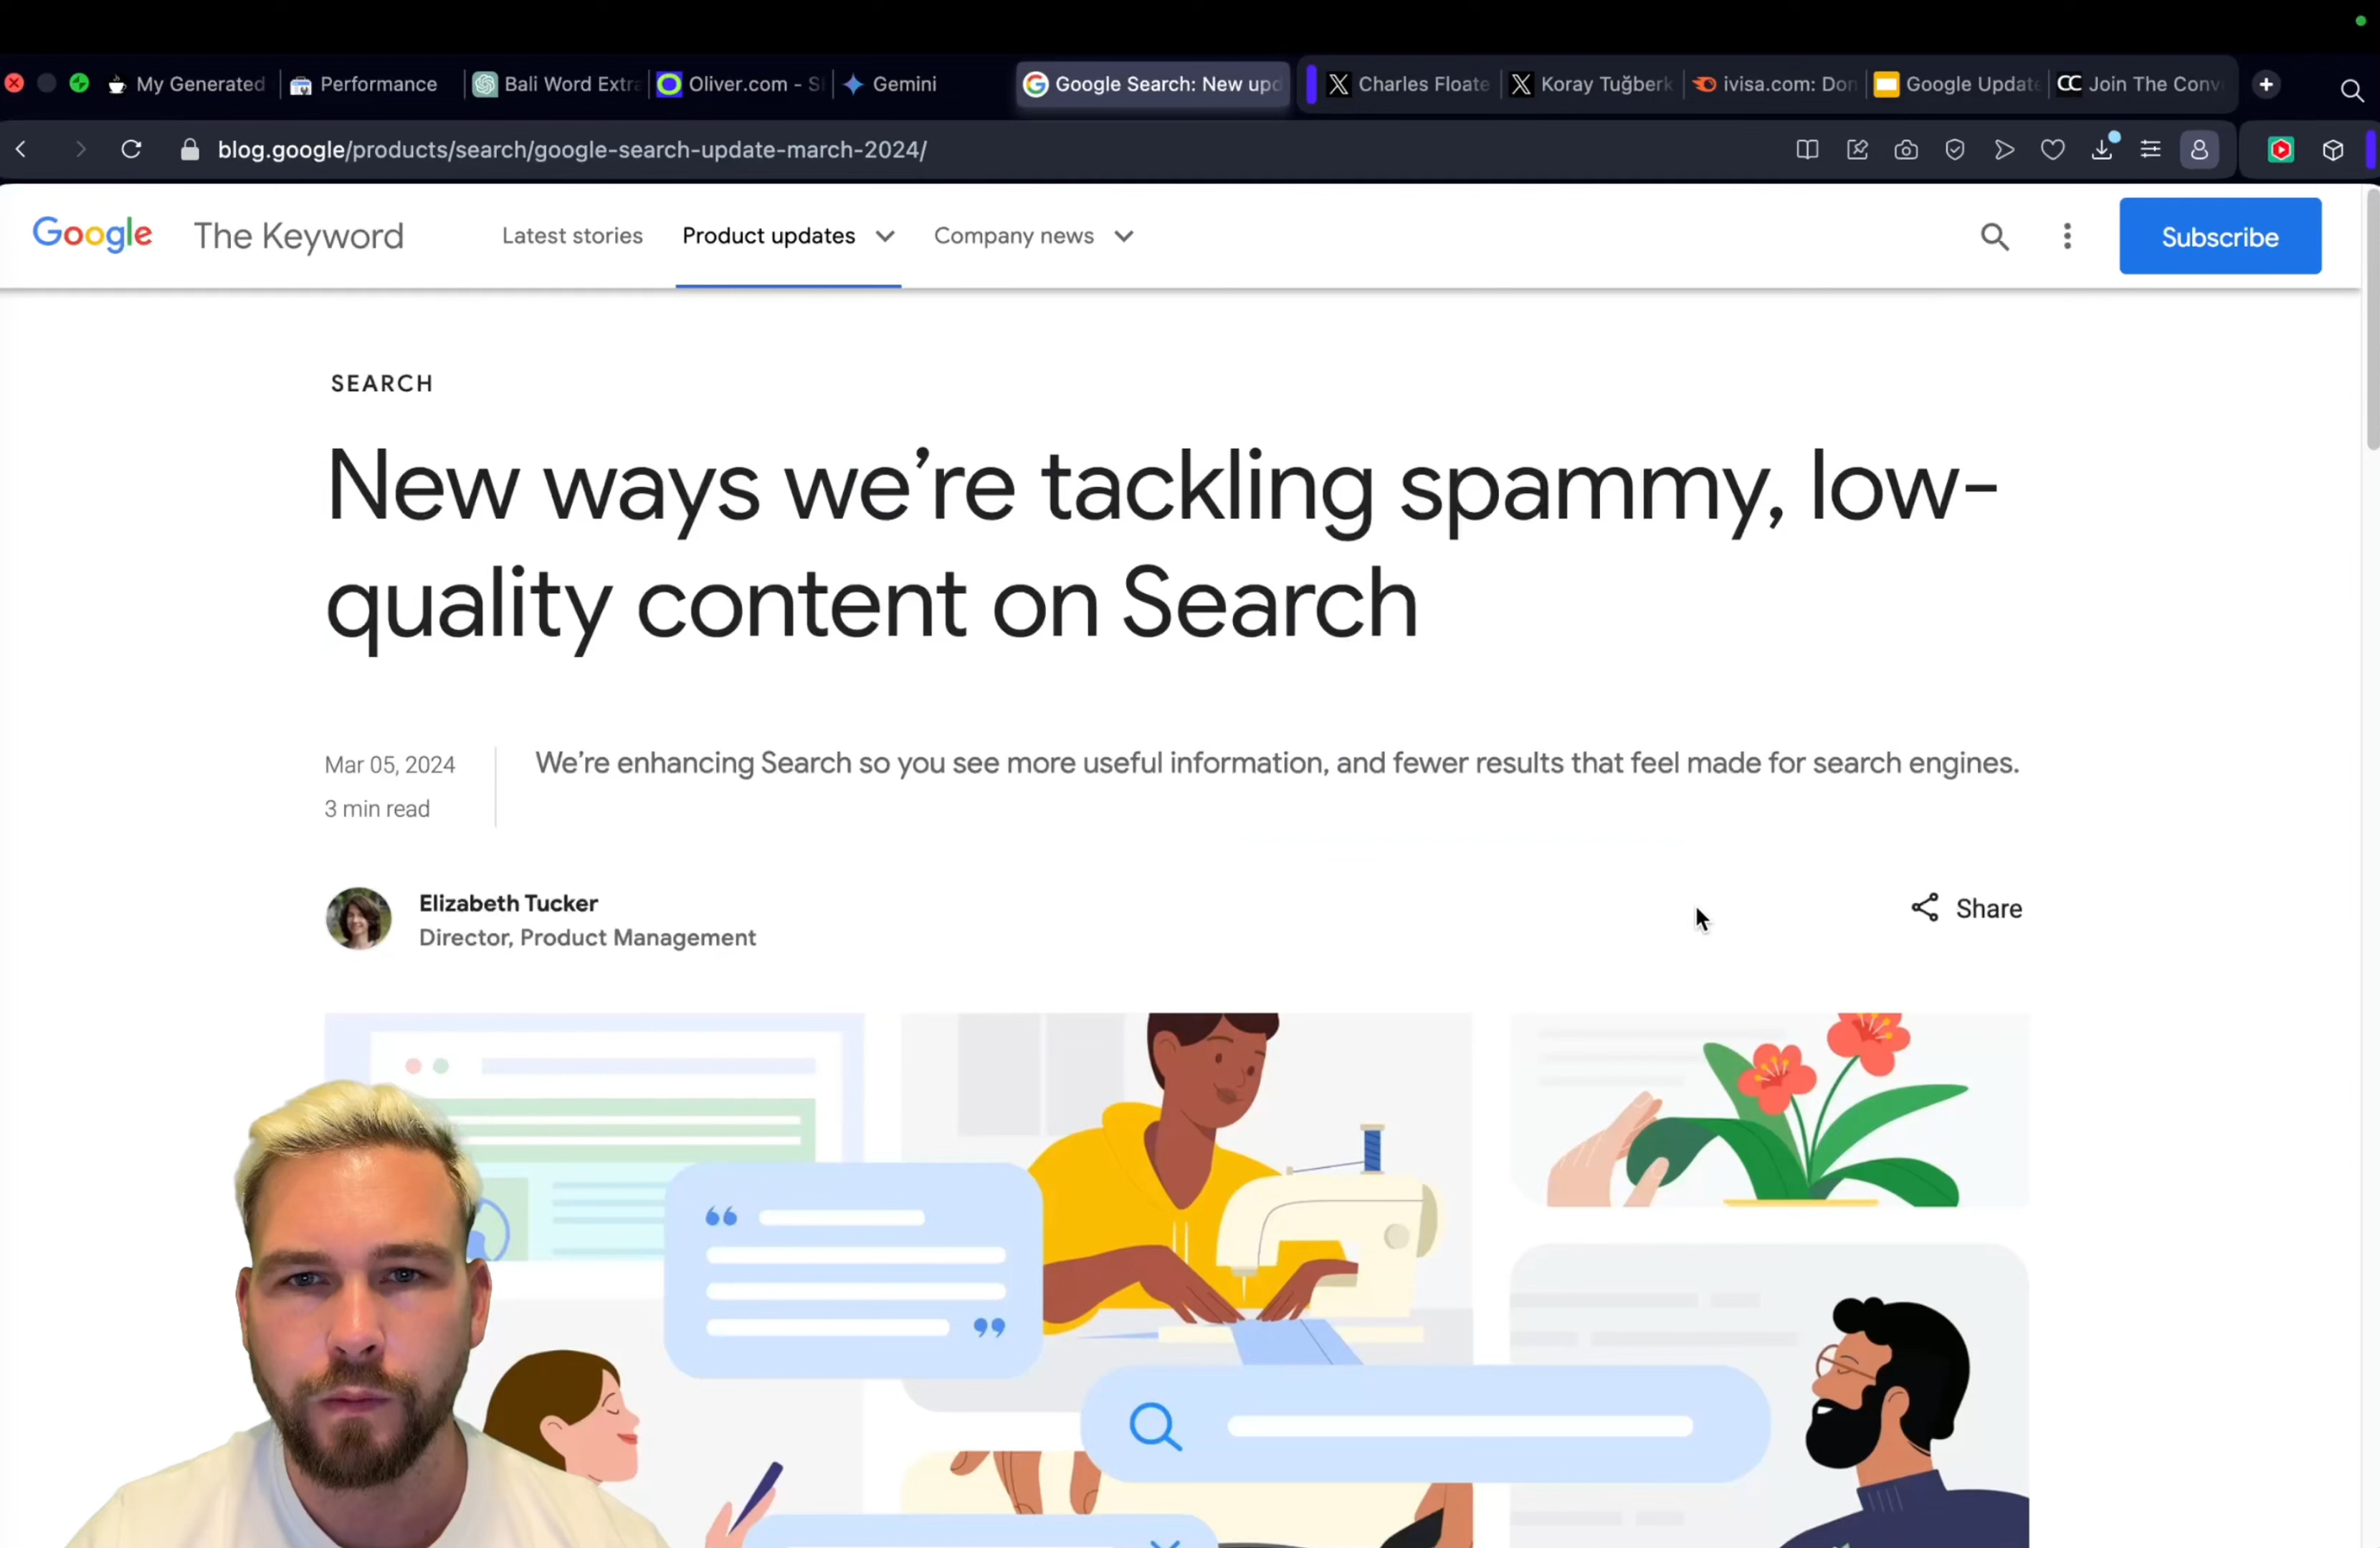 My Generated
Performance
Bali Word Extra
Oliver.com - S
Gemini
Google Search: New upd
Charles Floate
Koray Tuğberk
ivisa.com: Don
Google Update
Join The Conv
blog.google/products/search/google-search-update-march-2024/
Google The Keyword
Latest stories
Product updates
Company news
Subscribe
SEARCH
New ways we’re tackling spammy, low-
quality content on Search
Mar 05, 2024
3 min read
We’re enhancing Search so you see more useful information, and fewer results that feel made for search engines.
Elizabeth Tucker
Director, Product Management
Share